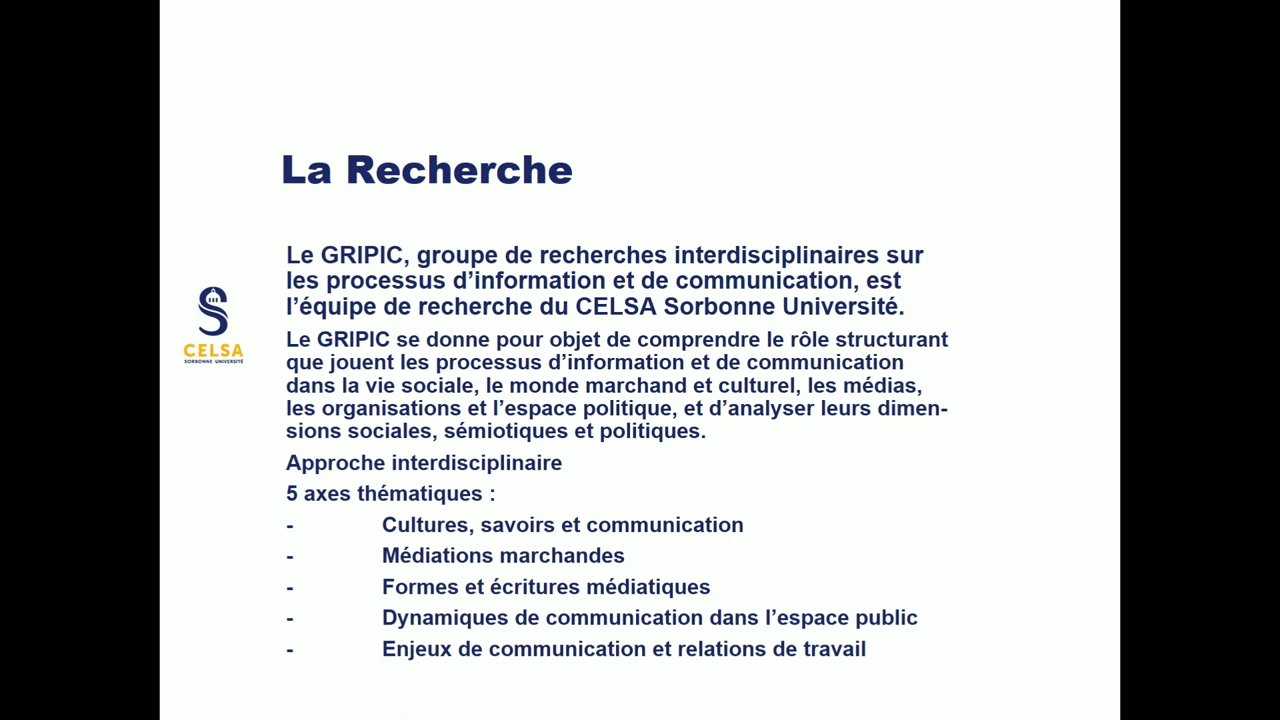 La Recherche
Le GRIPIC, groupe de recherches interdisciplinaires sur
les processus d’information et de communication, est
l’équipe de recherche du CELSA Sorbonne Université.
CELSA
SORBONNE UNIVERSITÉ
Le GRIPIC se donne pour objet de comprendre le rôle structurant
que jouent les processus d’information et de communication
dans la vie sociale, le monde marchand et culturel, les médias,
les organisations et l’espace politique, et d’analyser leurs dimen-
sions sociales, sémiotiques et politiques.
Approche interdisciplinaire
5 axes thématiques :
- Cultures, savoirs et communication
- Médiations marchandes
- Formes et écritures médiatiques
- Dynamiques de communication dans l’espace public
- Enjeux de communication et relations de travail